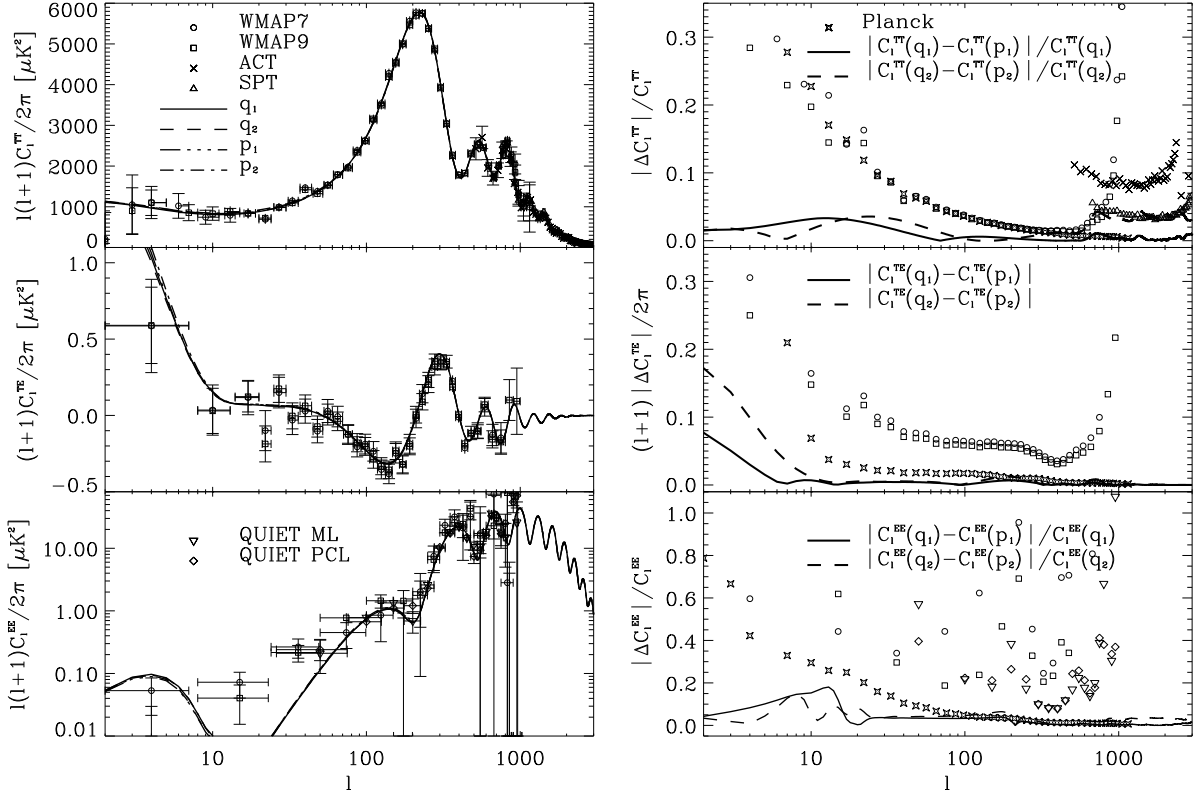 l(l+1)C_l^TT/2π [μK²]
6000
5000
4000
3000
2000
1000
0
WMAP7
WMAP9
ACT
SPT
q₁
q₂
p₁
p₂
(l+1)C_l^TE/2π [μK²]
1.0
0.5
0.0
−0.5
l(l+1)C_l^EE/2π [μK²]
10.00
1.00
0.10
0.01
QUIET ML
QUIET PCL
10
100
1000
l
|ΔC_l^TT|/C_l^TT
0.3
0.2
0.1
0.0
Planck
|C_l^TT(q₁)−C_l^TT(p₁)|/C_l^TT(q₁)
|C_l^TT(q₂)−C_l^TT(p₂)|/C_l^TT(q₂)
(l+1)|ΔC_l^TE|/2π
0.3
0.2
0.1
0.0
|C_l^TE(q₁)−C_l^TE(p₁)|
|C_l^TE(q₂)−C_l^TE(p₂)|
|ΔC_l^EE|/C_l^EE
1.0
0.8
0.6
0.4
0.2
0.0
|C_l^EE(q₁)−C_l^EE(p₁)|/C_l^EE(q₁)
|C_l^EE(q₂)−C_l^EE(p₂)|/C_l^EE(q₂)
10
100
1000
l